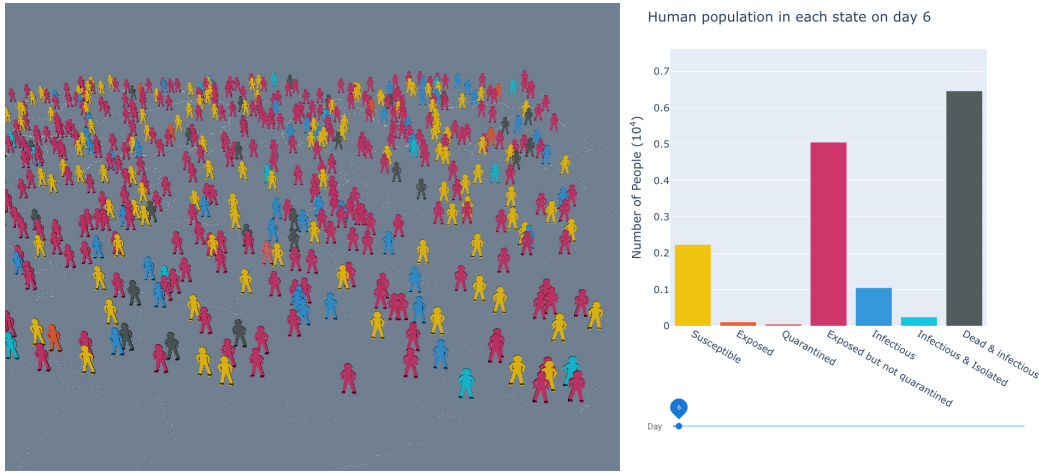 Human population in each state on day 6
Number of People (10⁴)
0.7
0.6
0.5
0.4
0.3
0.2
0.1
0
Susceptible
Exposed
Quarantined
Exposed but not quarantined
Infectious
Infectious & Isolated
Dead & infectious
6
Day